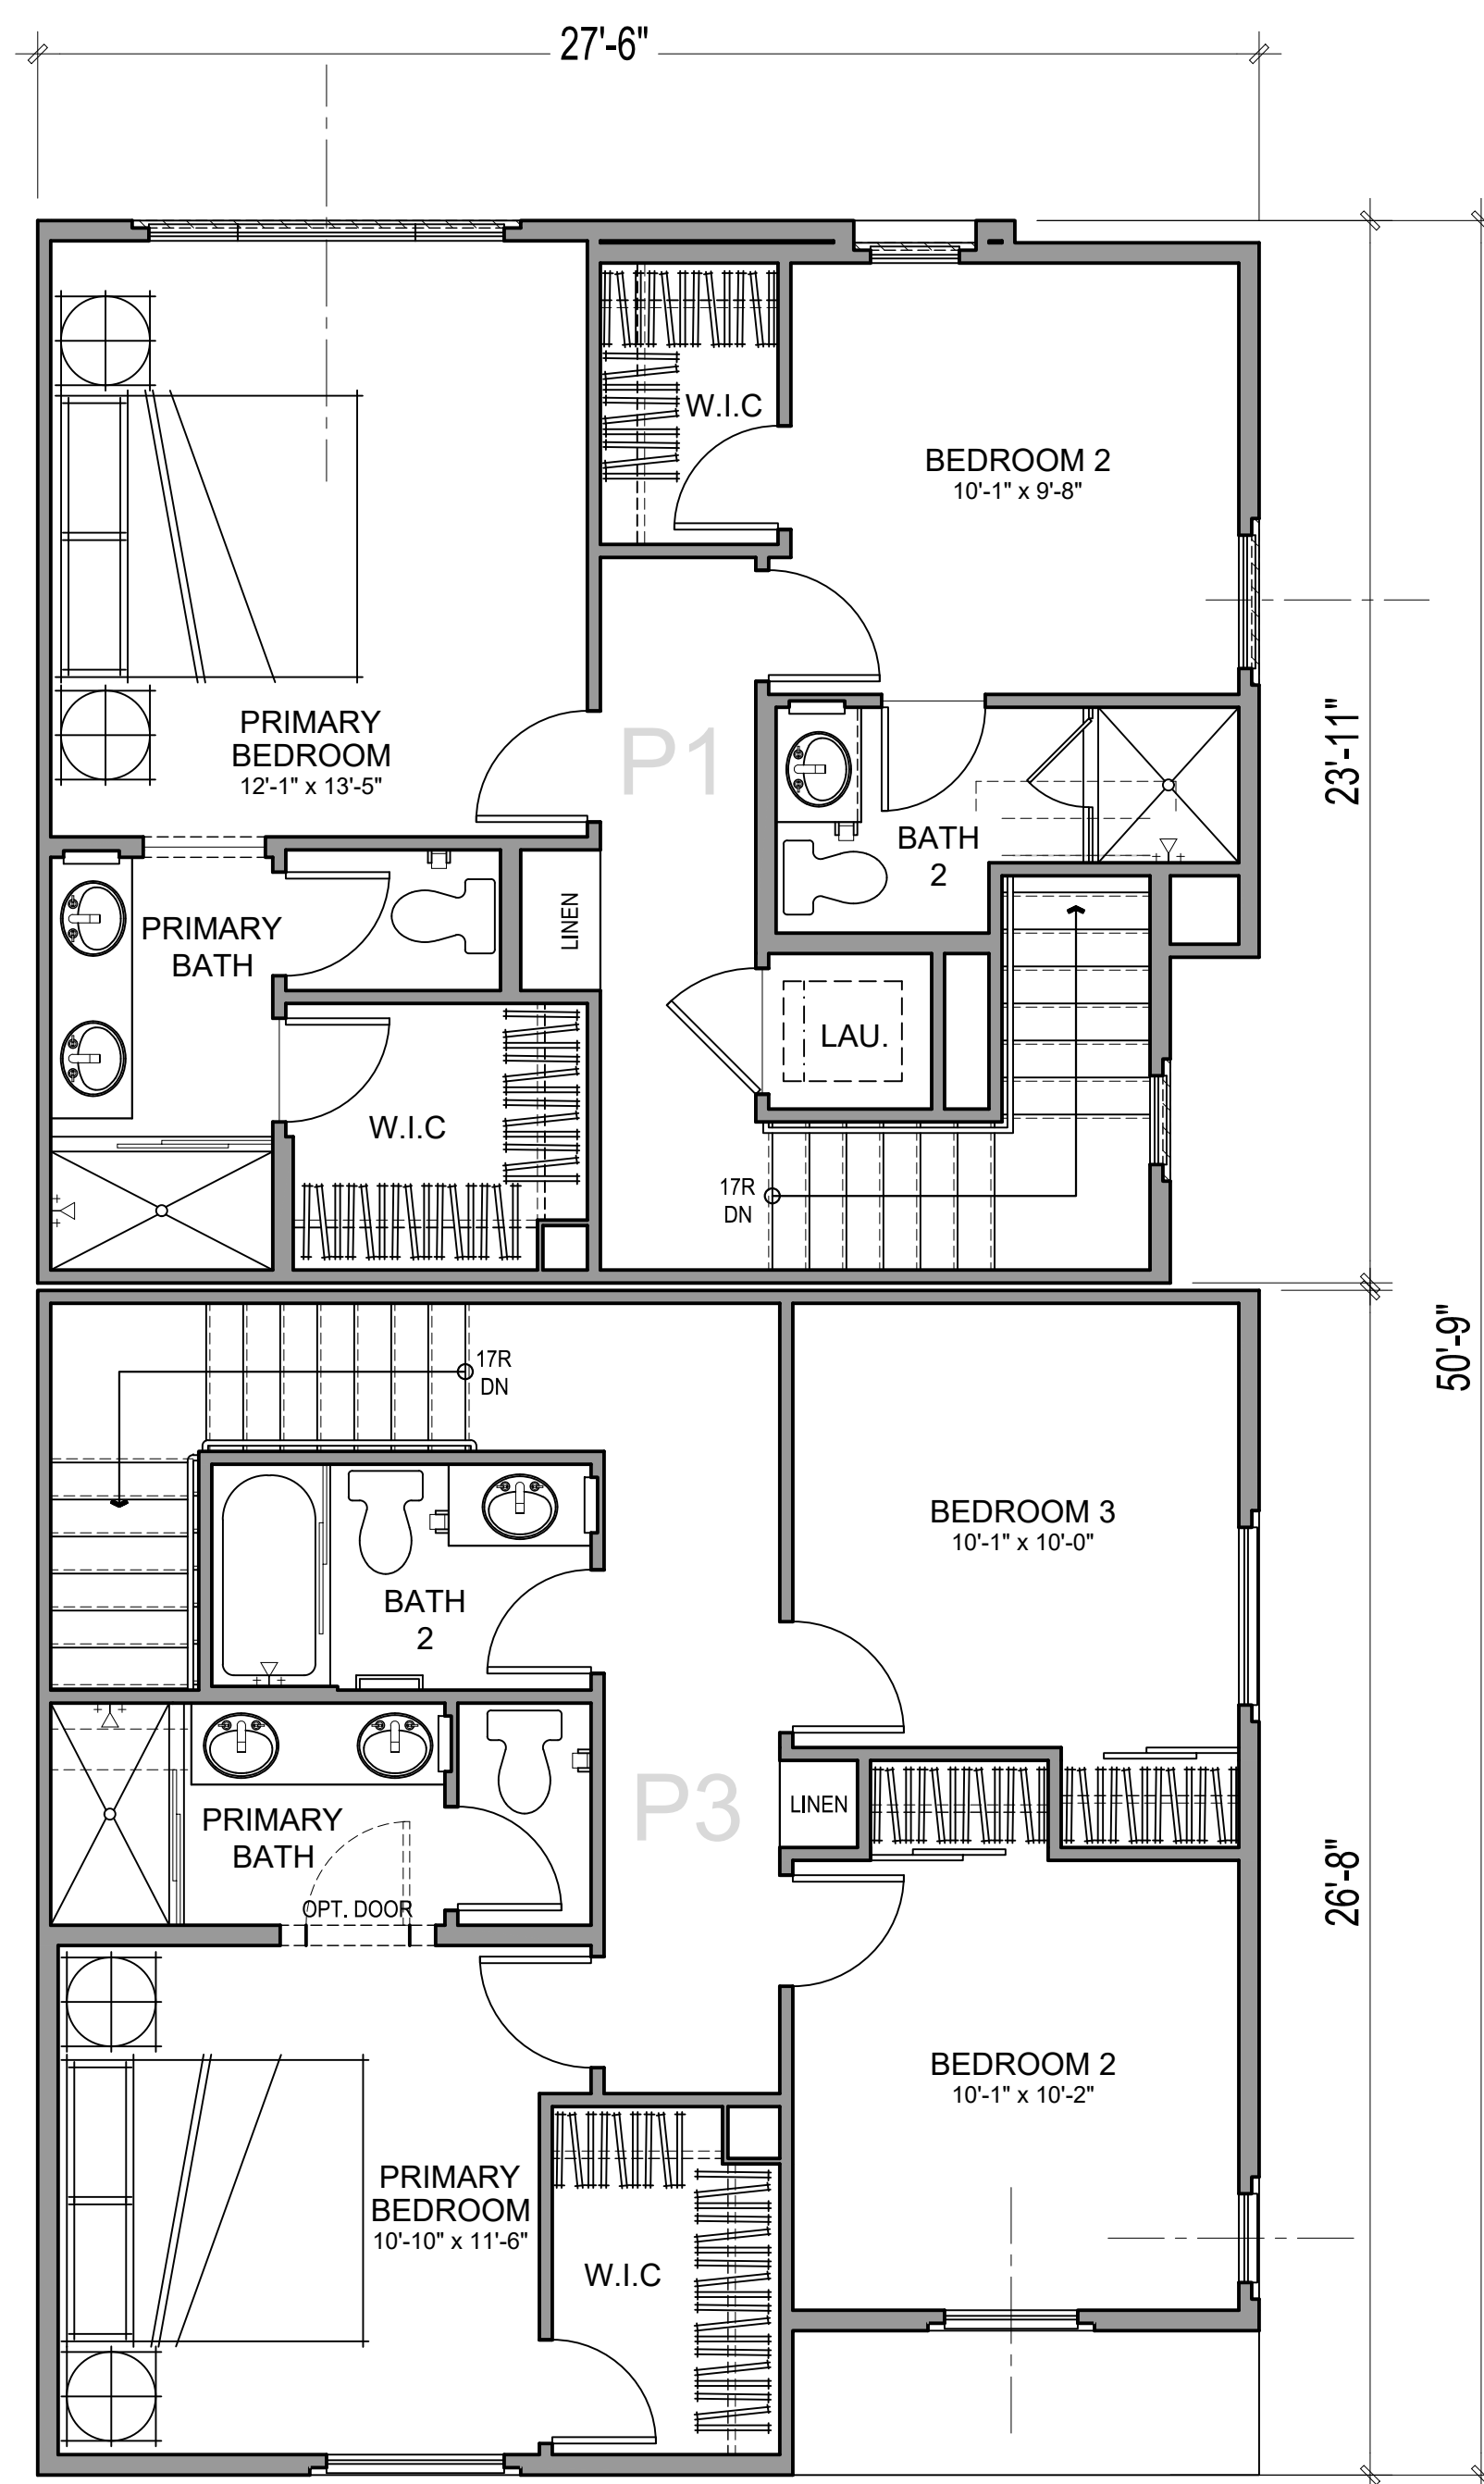 27'-6"
W.I.C
BEDROOM 2
10'-1" x 9'-8"
PRIMARY
BEDROOM
12'-1" x 13'-5"
P1
23'-11"
BATH
2
PRIMARY
BATH
LINEN
LAU.
W.I.C
17R
DN
50'-9"
17R
DN
BEDROOM 3
10'-1" x 10'-0"
BATH
2
P3
LINEN
PRIMARY
BATH
OPT. DOOR
26'-8"
BEDROOM 2
10'-1" x 10'-2"
PRIMARY
BEDROOM
10'-10" x 11'-6"
W.I.C